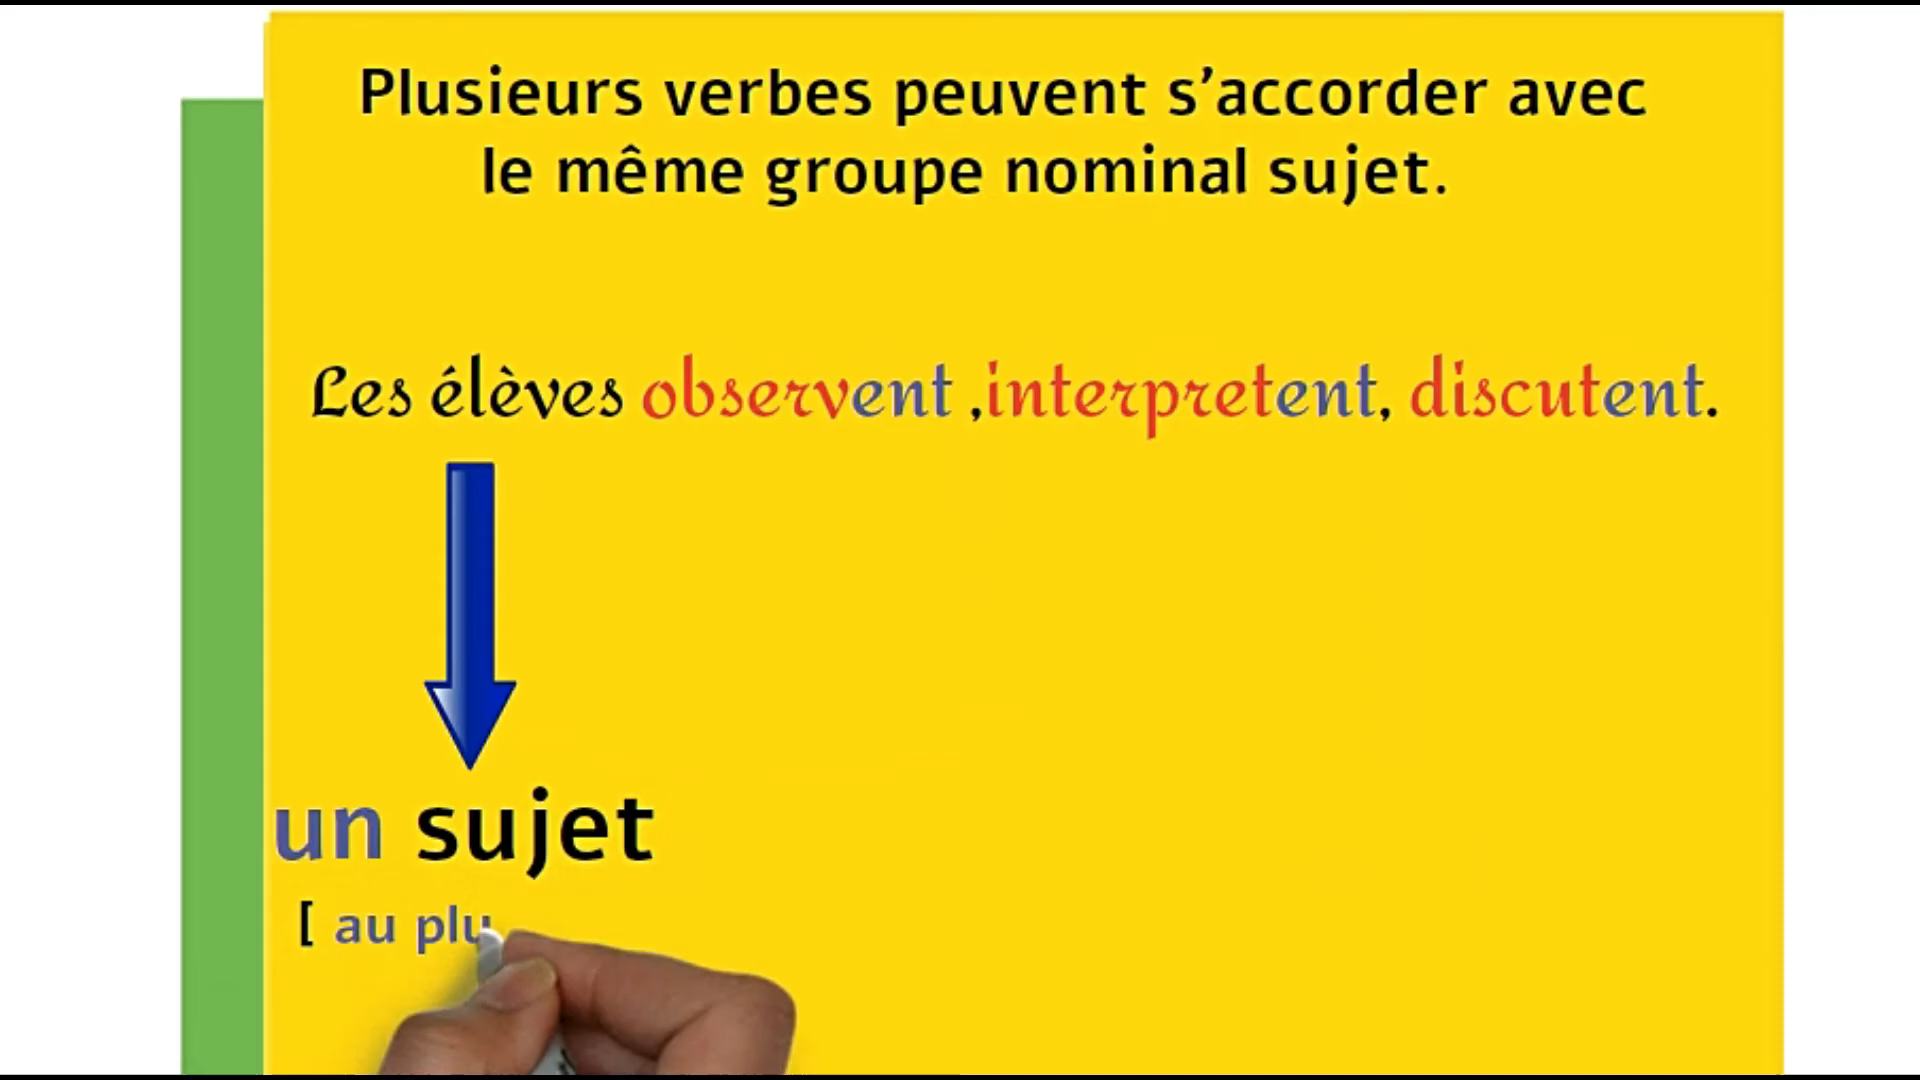 Plusieurs verbes peuvent s’accorder avec
le même groupe nominal sujet.
Les élèves observent ,interpretent, discutent.
un sujet
[ au plu